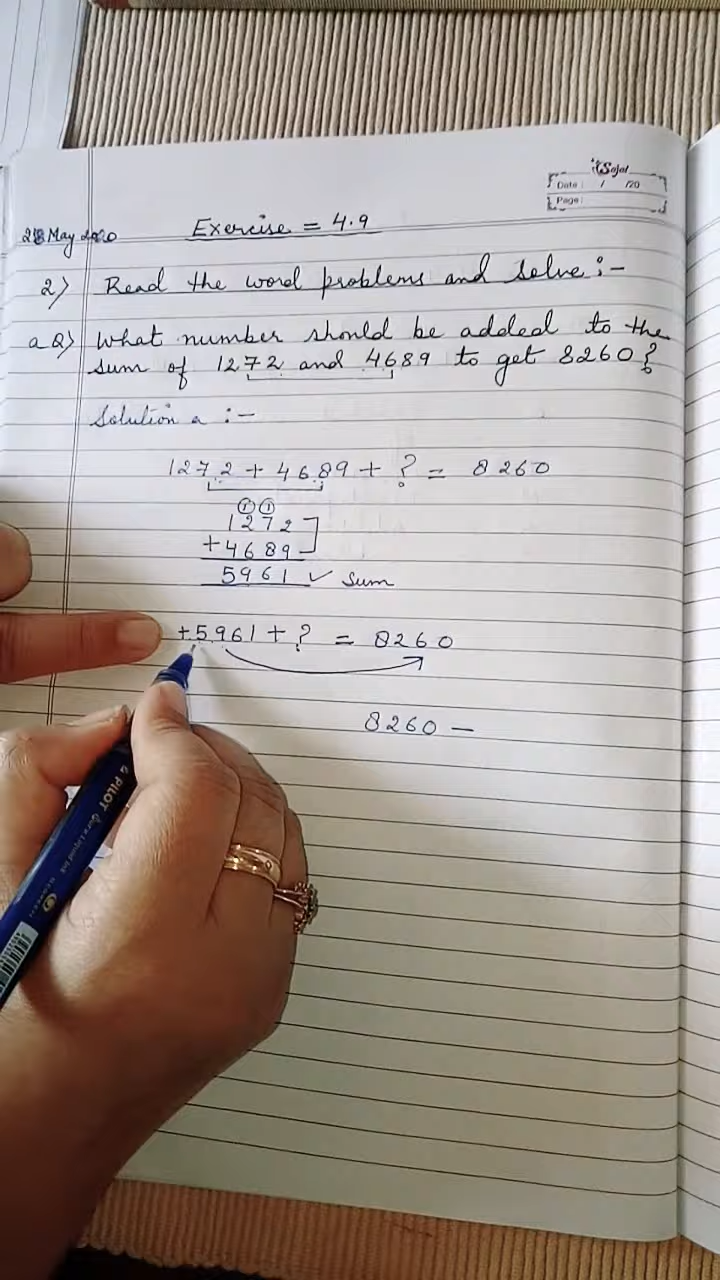 Sajal
Date : / /20
Page:
28 May 2020
Exercise = 4.9
2) Read the word problems and solve :-
a Q) What number should be added to the
sum of 1272 and 4689 to get 8260?
Solution a :-
1272 + 4689 + ? = 8260
1 1
1272
+4689
5961 ✓ Sum
+5961 + ? = 8260
8260 —
PILOT